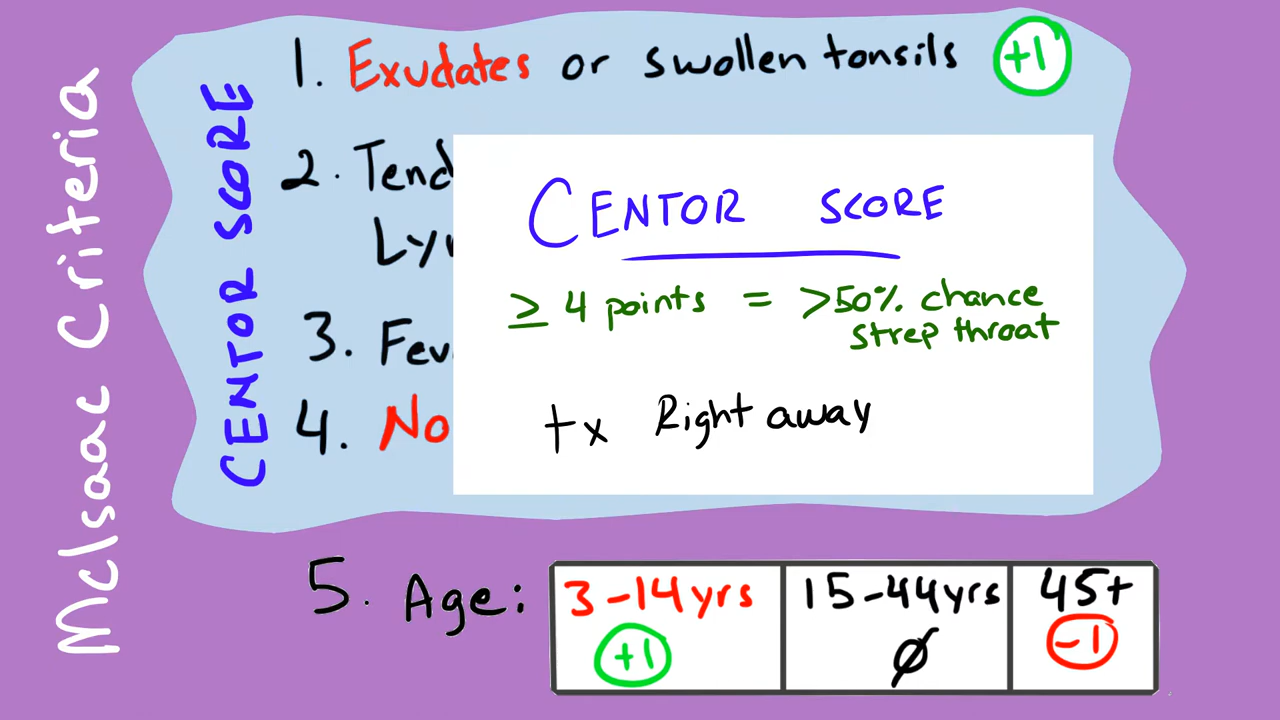 McIsaac Criteria
CENTOR SCORE
1. Exudates or swollen tonsils +1
2. Tend
Lyn
3. Fev
4. No
CENTOR SCORE
≥ 4 points = >50% chance
strep throat
tx Right away
5. Age: 3-14yrs 15-44yrs 45+
+1 ∅ -1